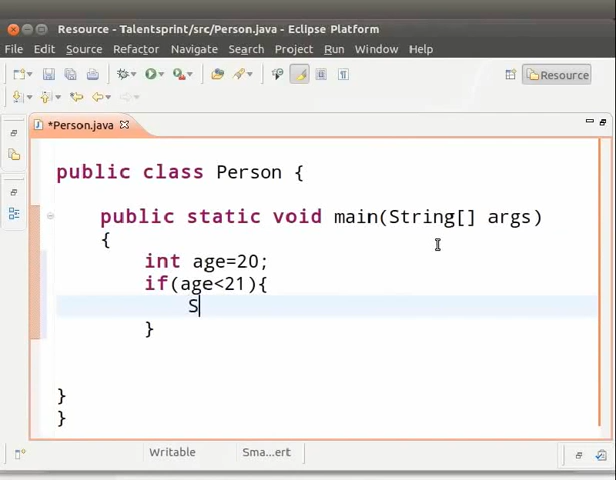 Resource - Talentsprint/src/Person.java - Eclipse Platform
File Edit Source Refactor Navigate Search Project Run Window Help
Resource
*Person.java
public class Person {
public static void main(String[] args)
{
int age=20;
if(age<21){
S
}
}
}
Writable Sma...ert